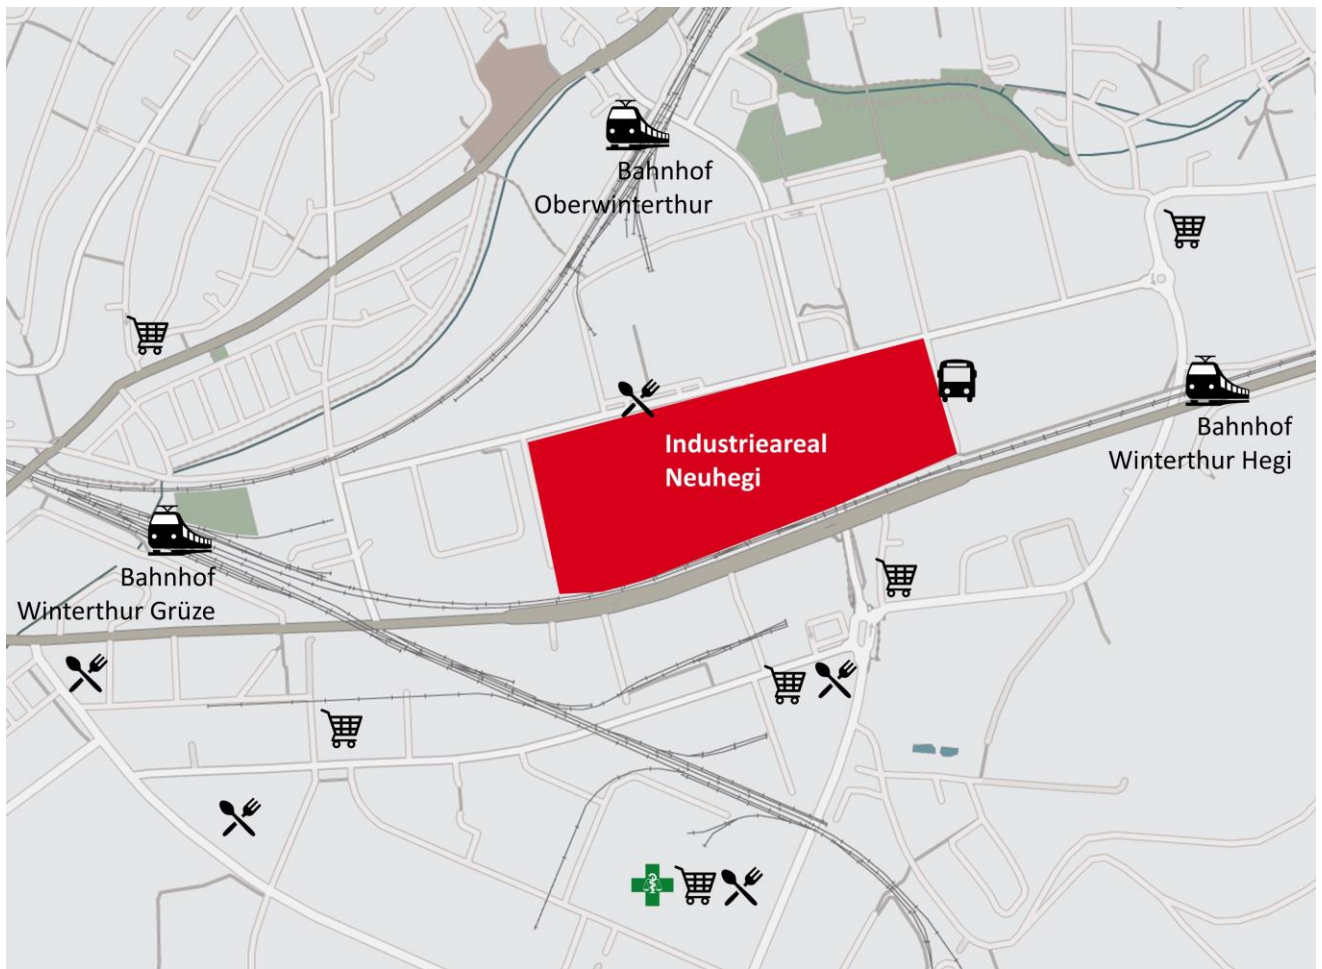 Bahnhof
Oberwinterthur
Industrieareal
Neuhegi
Bahnhof
Winterthur Hegi
Bahnhof
Winterthur Grüze